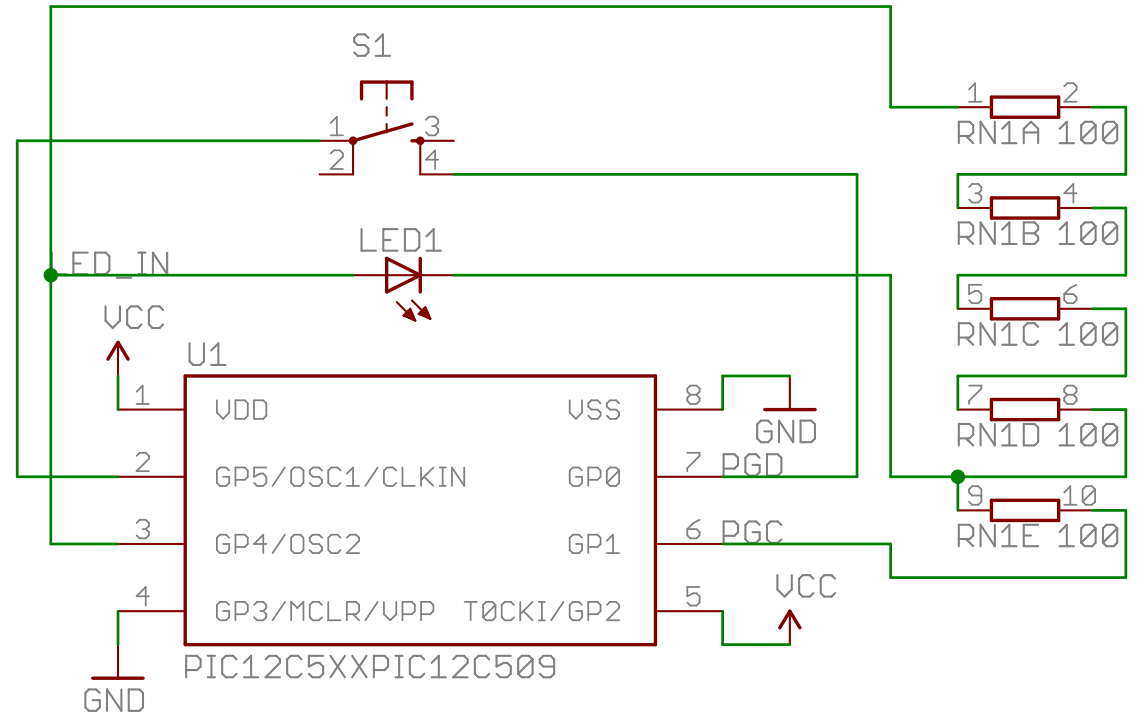 S1
1 3
2 4
1 2
RN1A 100
3 4
RN1B 100
LED1
LED_IN
5 6
RN1C 100
VCC
U1
7 8
RN1D 100
1 VDD VSS 8
GND
2 GP5/OSC1/CLKIN GP0 7 PGD
9 10
RN1E 100
3 GP4/OSC2 GP1 6 PGC
VCC
4 GP3/MCLR/VPP T0CKI/GP2 5
PIC12C5XXPIC12C509
GND